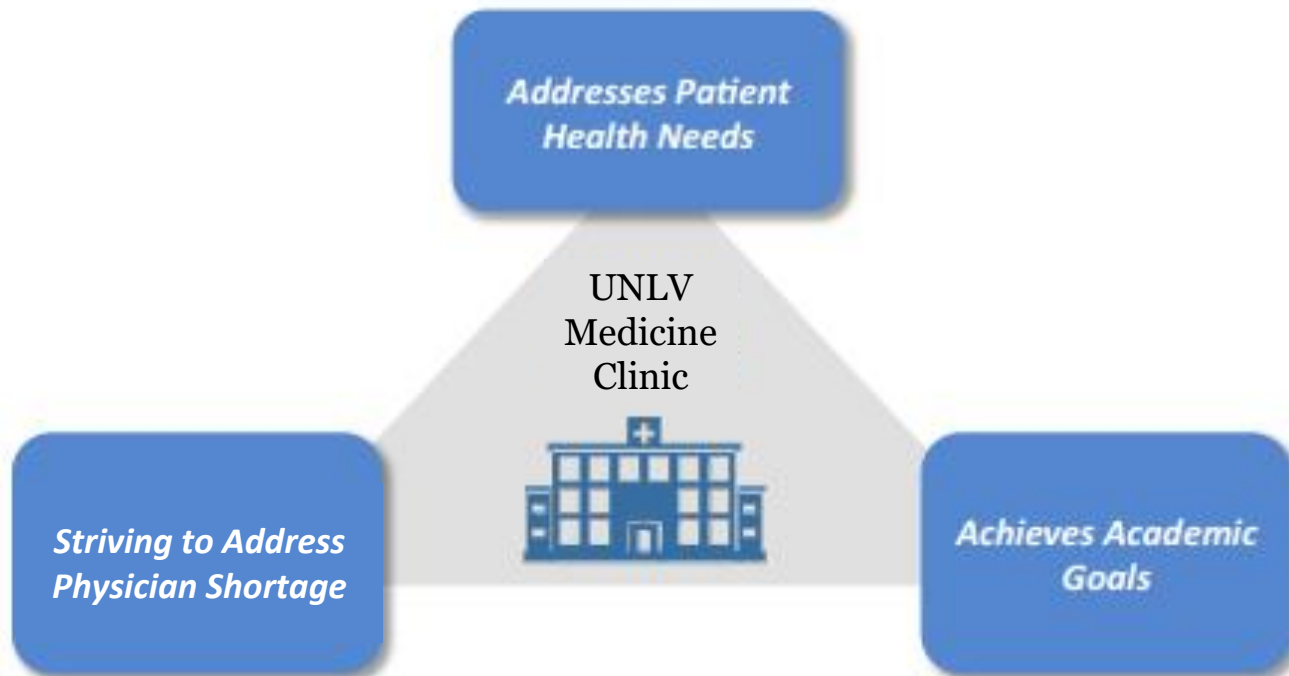 Addresses Patient
Health Needs
UNLV
Medicine
Clinic
Striving to Address
Physician Shortage
Achieves Academic
Goals